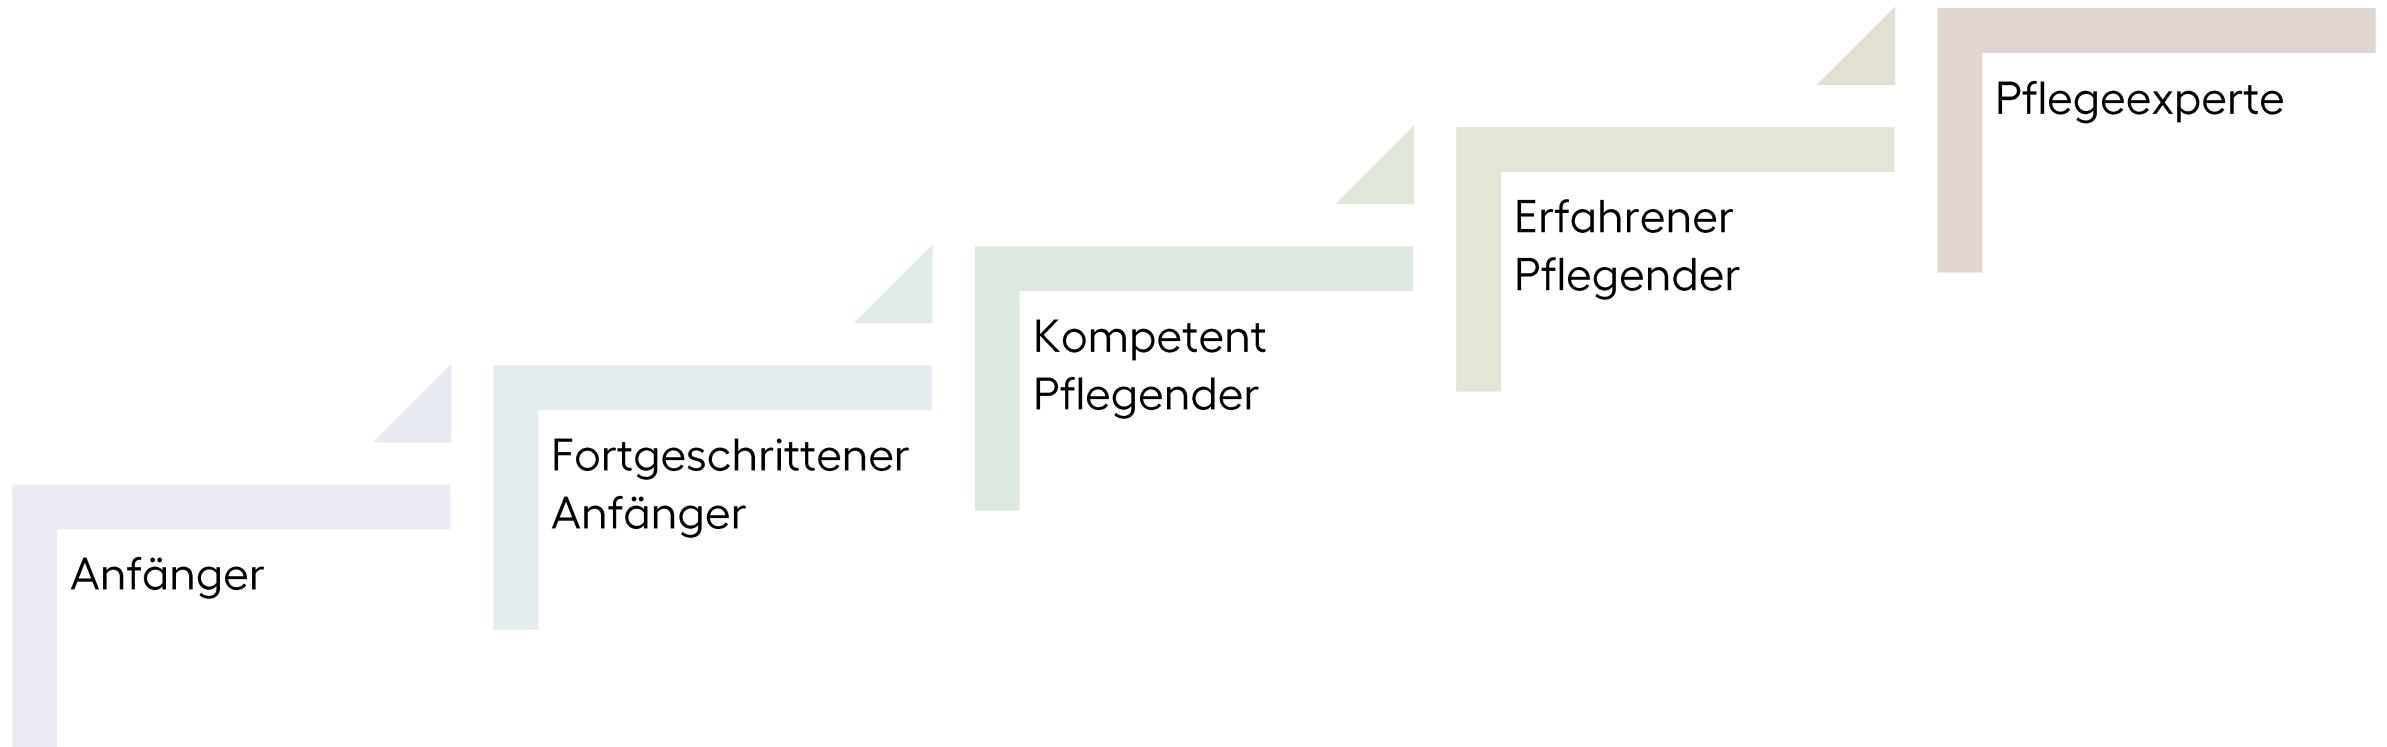 Anfänger
Fortgeschrittener
Anfänger
Kompetent
Pflegender
Erfahrener
Pflegender
Pflegeexperte